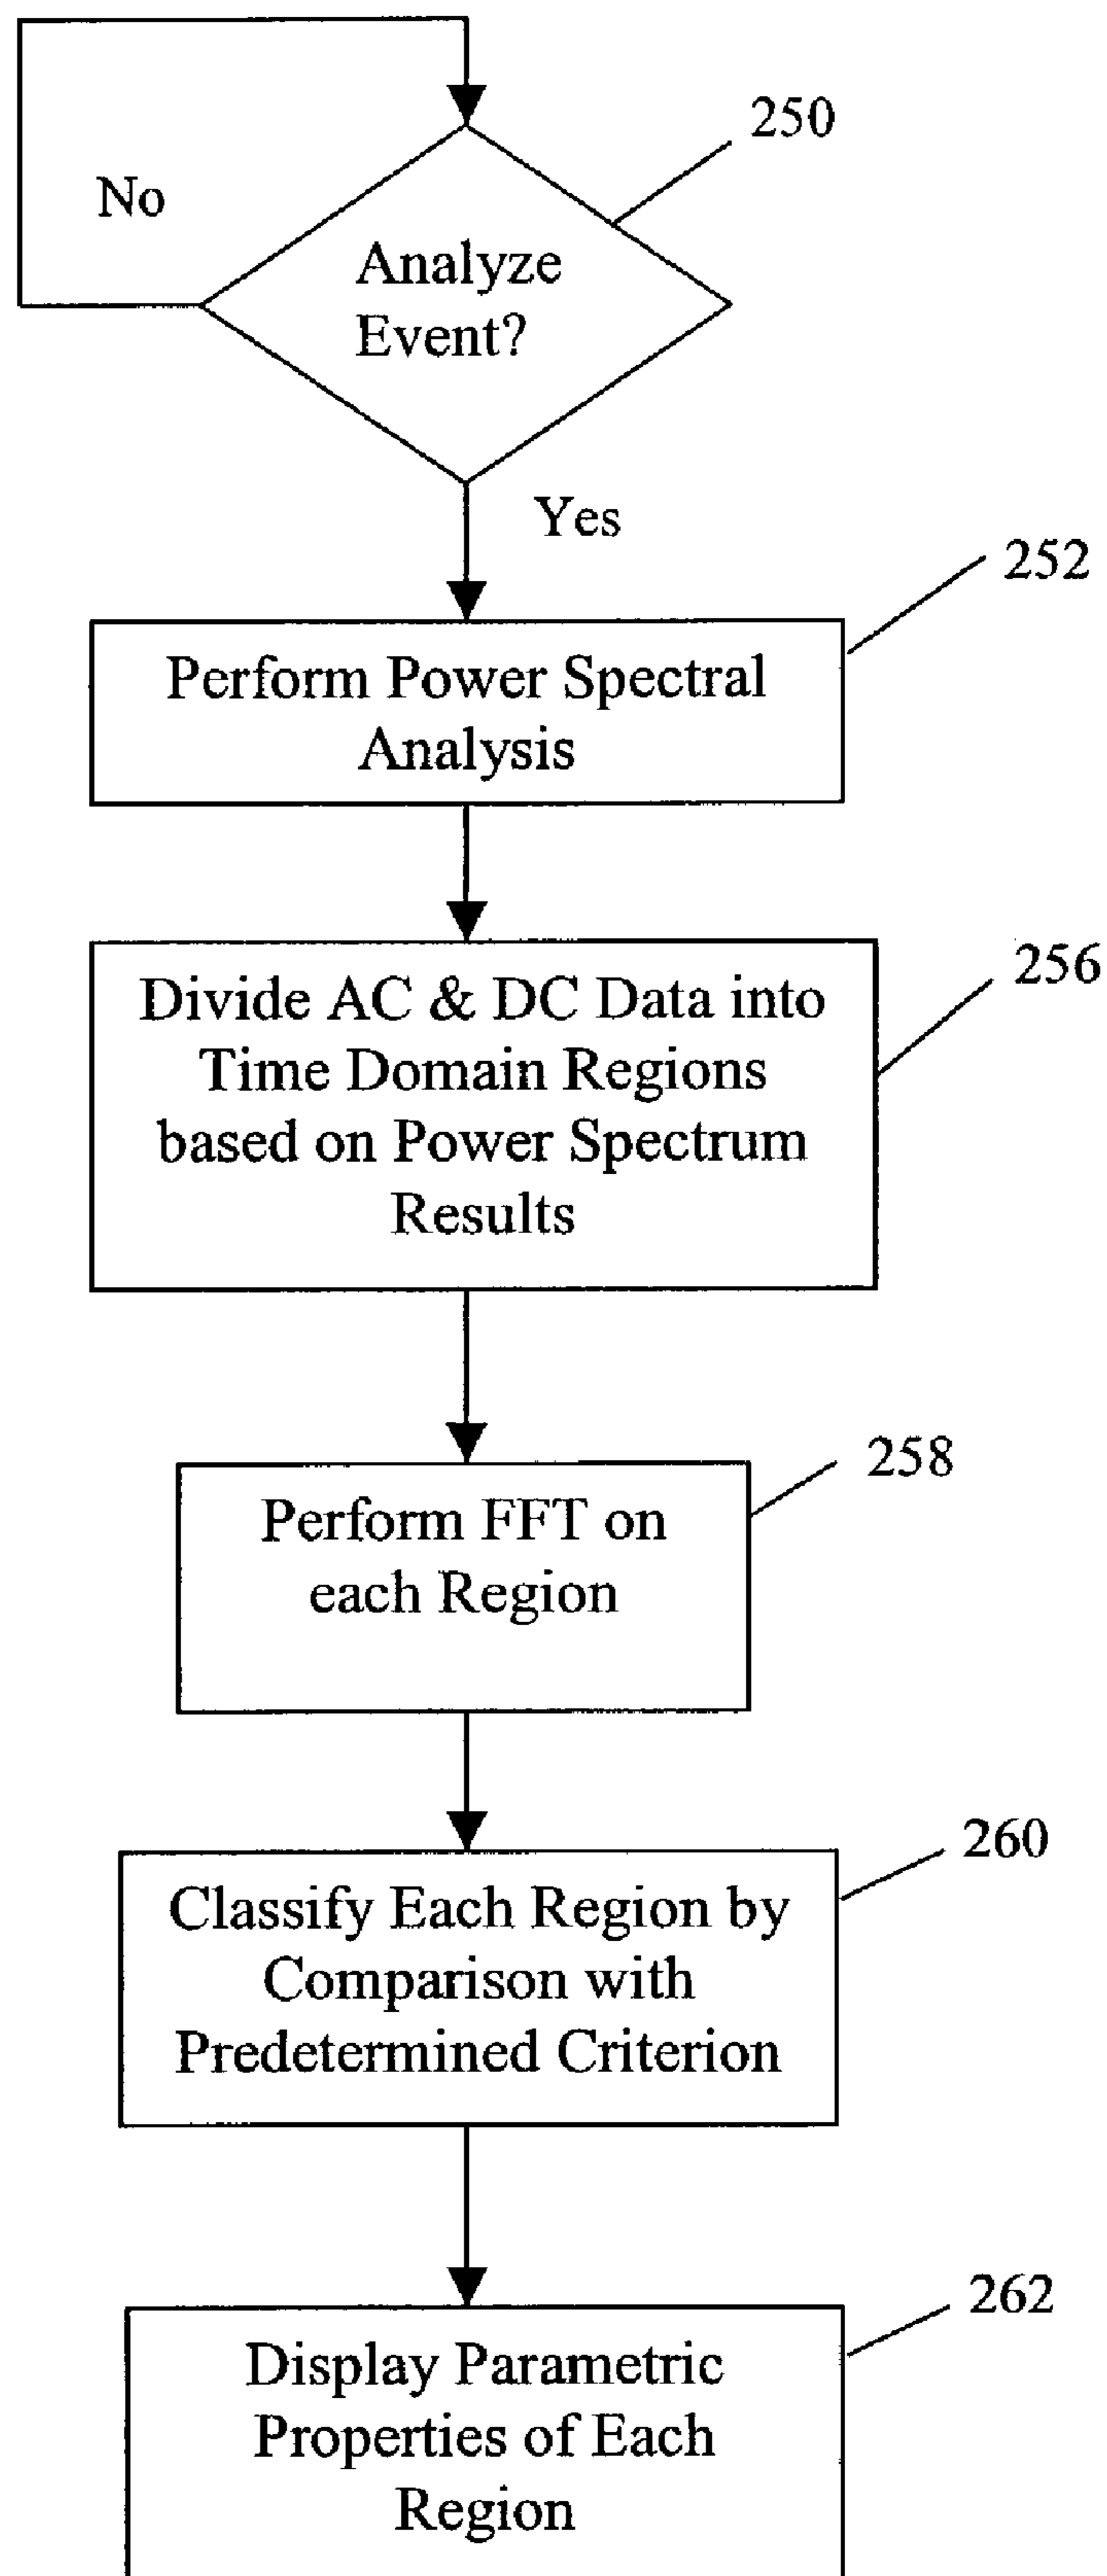 250
No
Analyze
Event?
Yes
252
Perform Power Spectral
Analysis
256
Divide AC & DC Data into
Time Domain Regions
based on Power Spectrum
Results
258
Perform FFT on
each Region
260
Classify Each Region by
Comparison with
Predetermined Criterion
262
Display Parametric
Properties of Each
Region